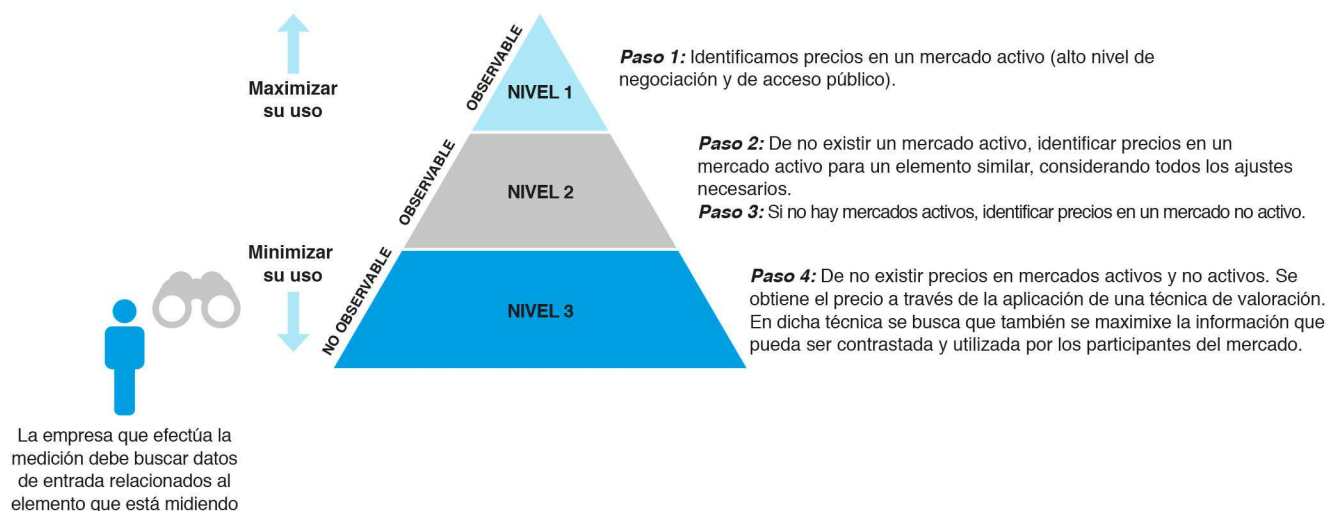 Maximizar
su uso
OBSERVABLE
NIVEL 1
Paso 1: Identificamos precios en un mercado activo (alto nivel de
negociación y de acceso público).
OBSERVABLE
NIVEL 2
Paso 2: De no existir un mercado activo, identificar precios en un
mercado activo para un elemento similar, considerando todos los ajustes
necesarios.
Paso 3: Si no hay mercados activos, identificar precios en un mercado no activo.
Minimizar
su uso
NO OBSERVABLE
NIVEL 3
Paso 4: De no existir precios en mercados activos y no activos. Se
obtiene el precio a través de la aplicación de una técnica de valoración.
En dicha técnica se busca que también se maximixe la información que
pueda ser contrastada y utilizada por los participantes del mercado.
La empresa que efectúa la
medición debe buscar datos
de entrada relacionados al
elemento que está midiendo